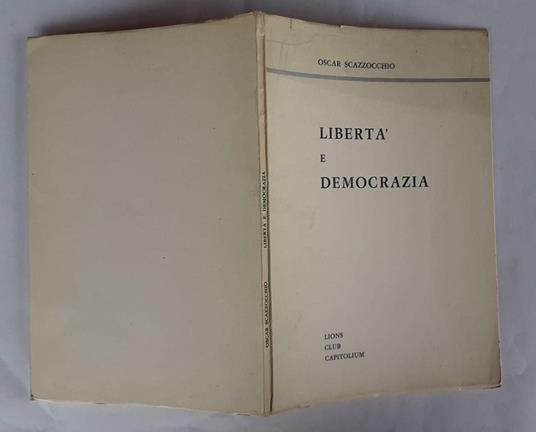 OSCAR SCAZZOCCHIO
LIBERTA'
E
DEMOCRAZIA
LIONS
CLUB
CAPITOLIUM
OSCAR SCAZZOCCHIO LIBERTA E DEMOCRAZIA